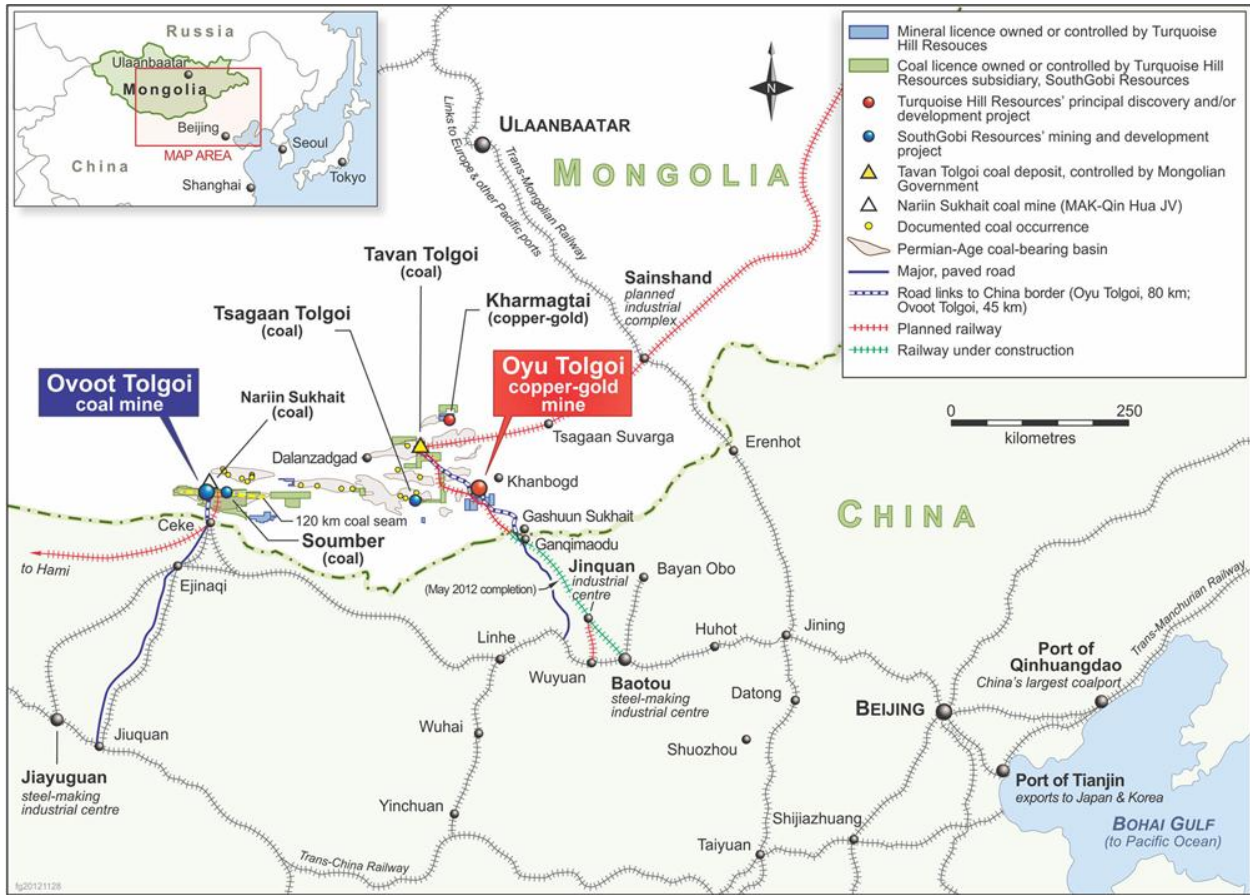 Russia
Ulaanbaatar
Mongolia
Beijing
MAP AREA
Seoul
China
Shanghai
Tokyo
Mineral licence owned or controlled by Turquoise
Hill Resouces
Coal licence owned or controlled by Turquoise Hill
Resources subsidiary, SouthGobi Resources
Turquoise Hill Resources' principal discovery and/or
development project
SouthGobi Resources' mining and development
project
Tavan Tolgoi coal deposit, controlled by Mongolian
Government
Nariin Sukhait coal mine (MAK-Qin Hua JV)
Documented coal occurrence
Permian-Age coal-bearing basin
Major, paved road
Road links to China border (Oyu Tolgoi, 80 km;
Ovoot Tolgoi, 45 km)
Planned railway
Railway under construction
N
ULAANBAATAR
MONGOLIA
Links to Europe & other Pacific ports
Trans-Mongolian Railway
Tavan Tolgoi
(coal)
Sainshand
planned
industrial
complex
Kharmagtai
(copper-gold)
Tsagaan Tolgoi
(coal)
Ovoot Tolgoi
coal mine
Oyu Tolgoi
copper-gold
mine
Nariin Sukhait
(coal)
0
250
kilometres
Tsagaan Suvarga
Erenhot
Dalanzadgad
Khanbogd
120 km coal seam
CHINA
Ceke
Soumber
(coal)
Gashuun Sukhait
Ganqimaodu
to Hami
Ejinaqi
(May 2012 completion)
Jinquan
industrial
centre
Bayan Obo
Linhe
Huhot
Jining
Trans-Manchurian Railway
Wuyuan
Baotou
steel-making
industrial centre
Port of
Qinhuangdao
China's largest coalport
Datong
BEIJING
Wuhai
Shuozhou
Jiuquan
Jiayuguan
steel-making
industrial centre
Port of Tianjin
exports to Japan & Korea
Yinchuan
Shijiazhuang
BOHAI GULF
(to Pacific Ocean)
Taiyuan
Trans-China Railway
fg20121128